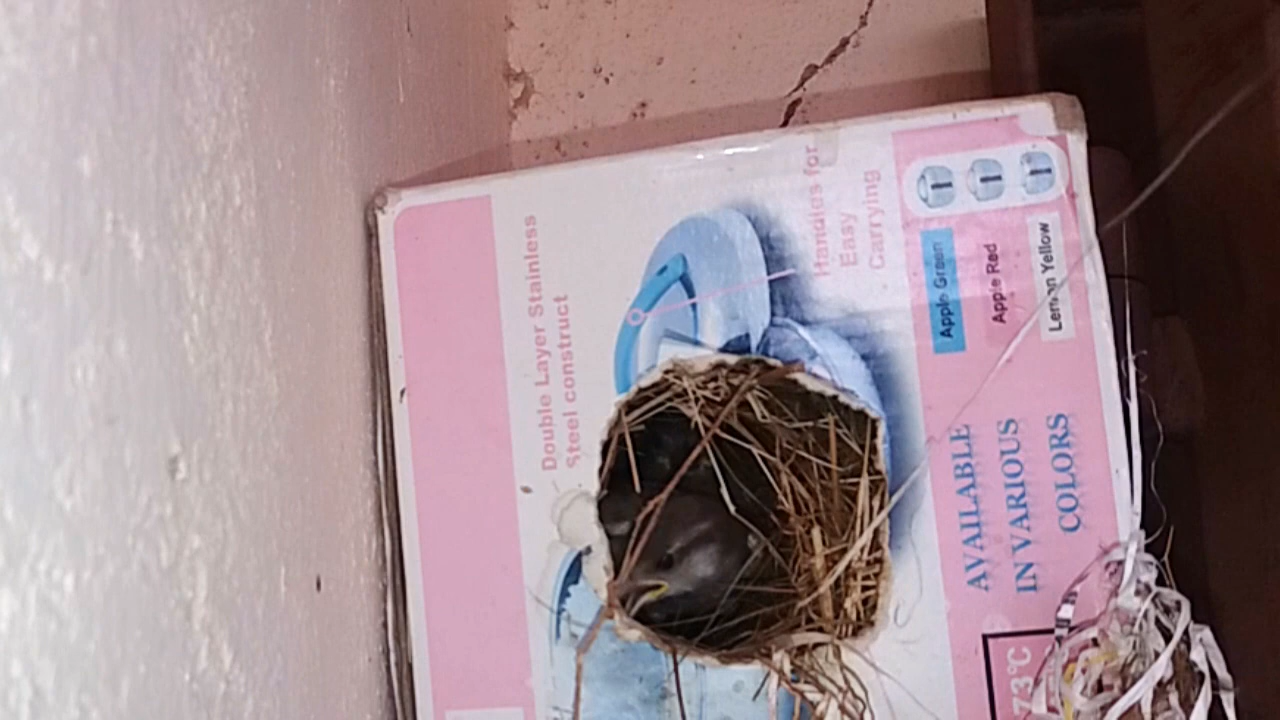 Double Layer Stainless
Steel construct
Handles for
Easy
Carrying
Apple Green
Apple Red
Lemon Yellow
AVAILABLE
IN VARIOUS
COLORS
73°C